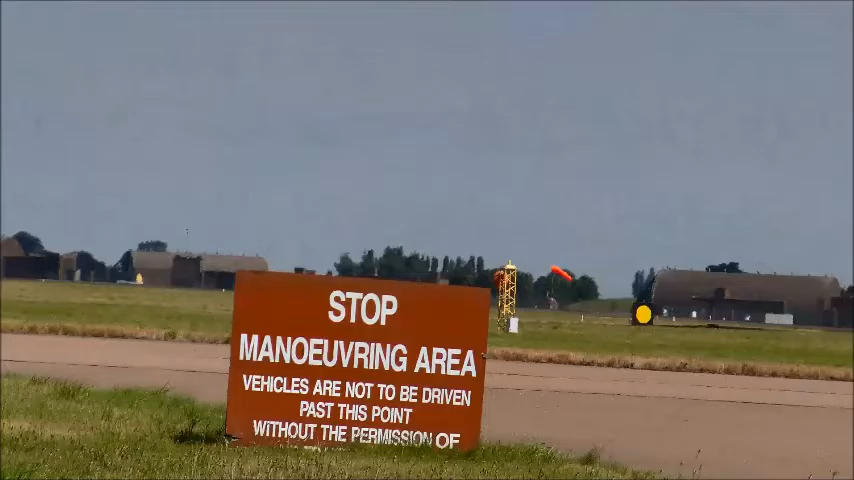 STOP
MANOEUVRING AREA
VEHICLES ARE NOT TO BE DRIVEN
PAST THIS POINT
WITHOUT THE PERMISSION OF